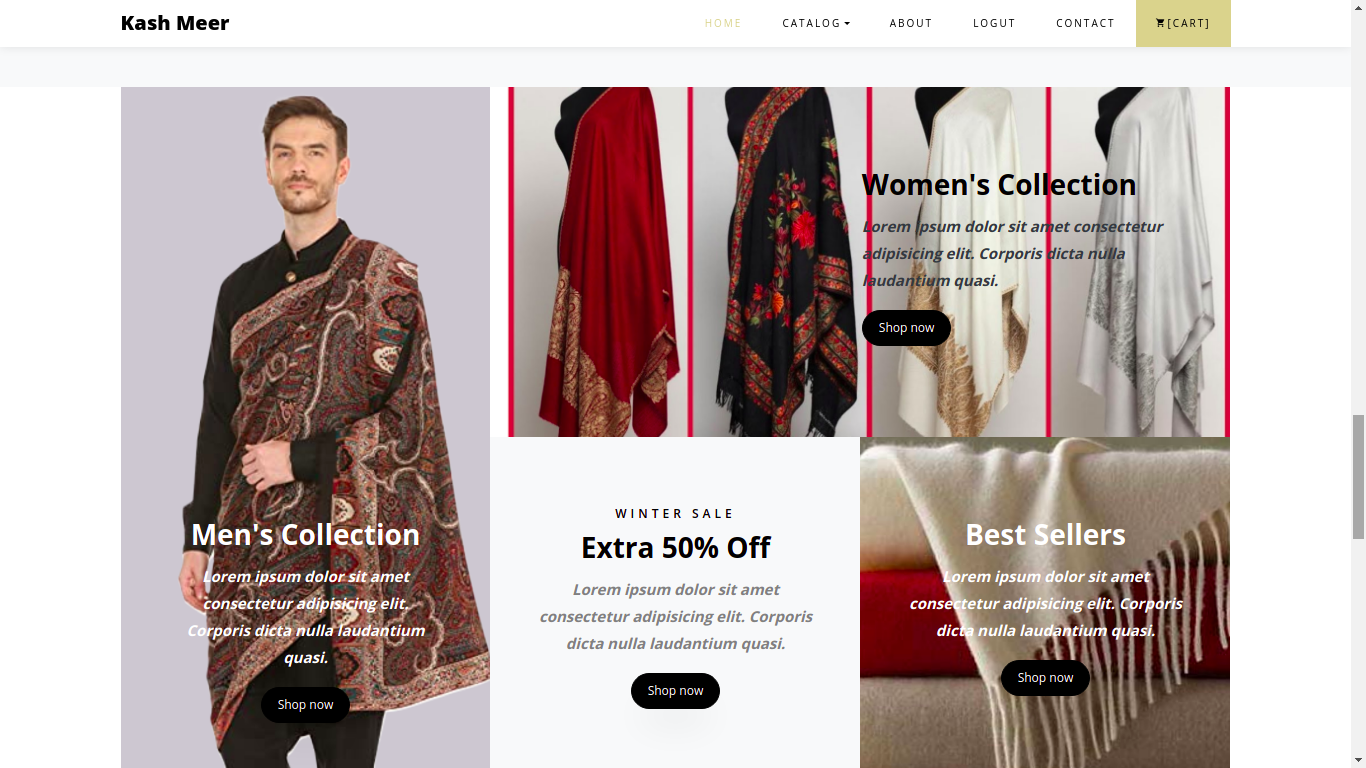 Kash Meer
HOME
CATALOG
ABOUT
LOGUT
CONTACT
[CART]
Women's Collection
Lorem ipsum dolor sit amet consectetur
adipisicing elit. Corporis dicta nulla
laudantium quasi.
Shop now
Men's Collection
Lorem ipsum dolor sit amet
consectetur adipisicing elit.
Corporis dicta nulla laudantium
quasi.
Shop now
WINTER SALE
Extra 50% Off
Lorem ipsum dolor sit amet
consectetur adipisicing elit. Corporis
dicta nulla laudantium quasi.
Shop now
Best Sellers
Lorem ipsum dolor sit amet
consectetur adipisicing elit. Corporis
dicta nulla laudantium quasi.
Shop now